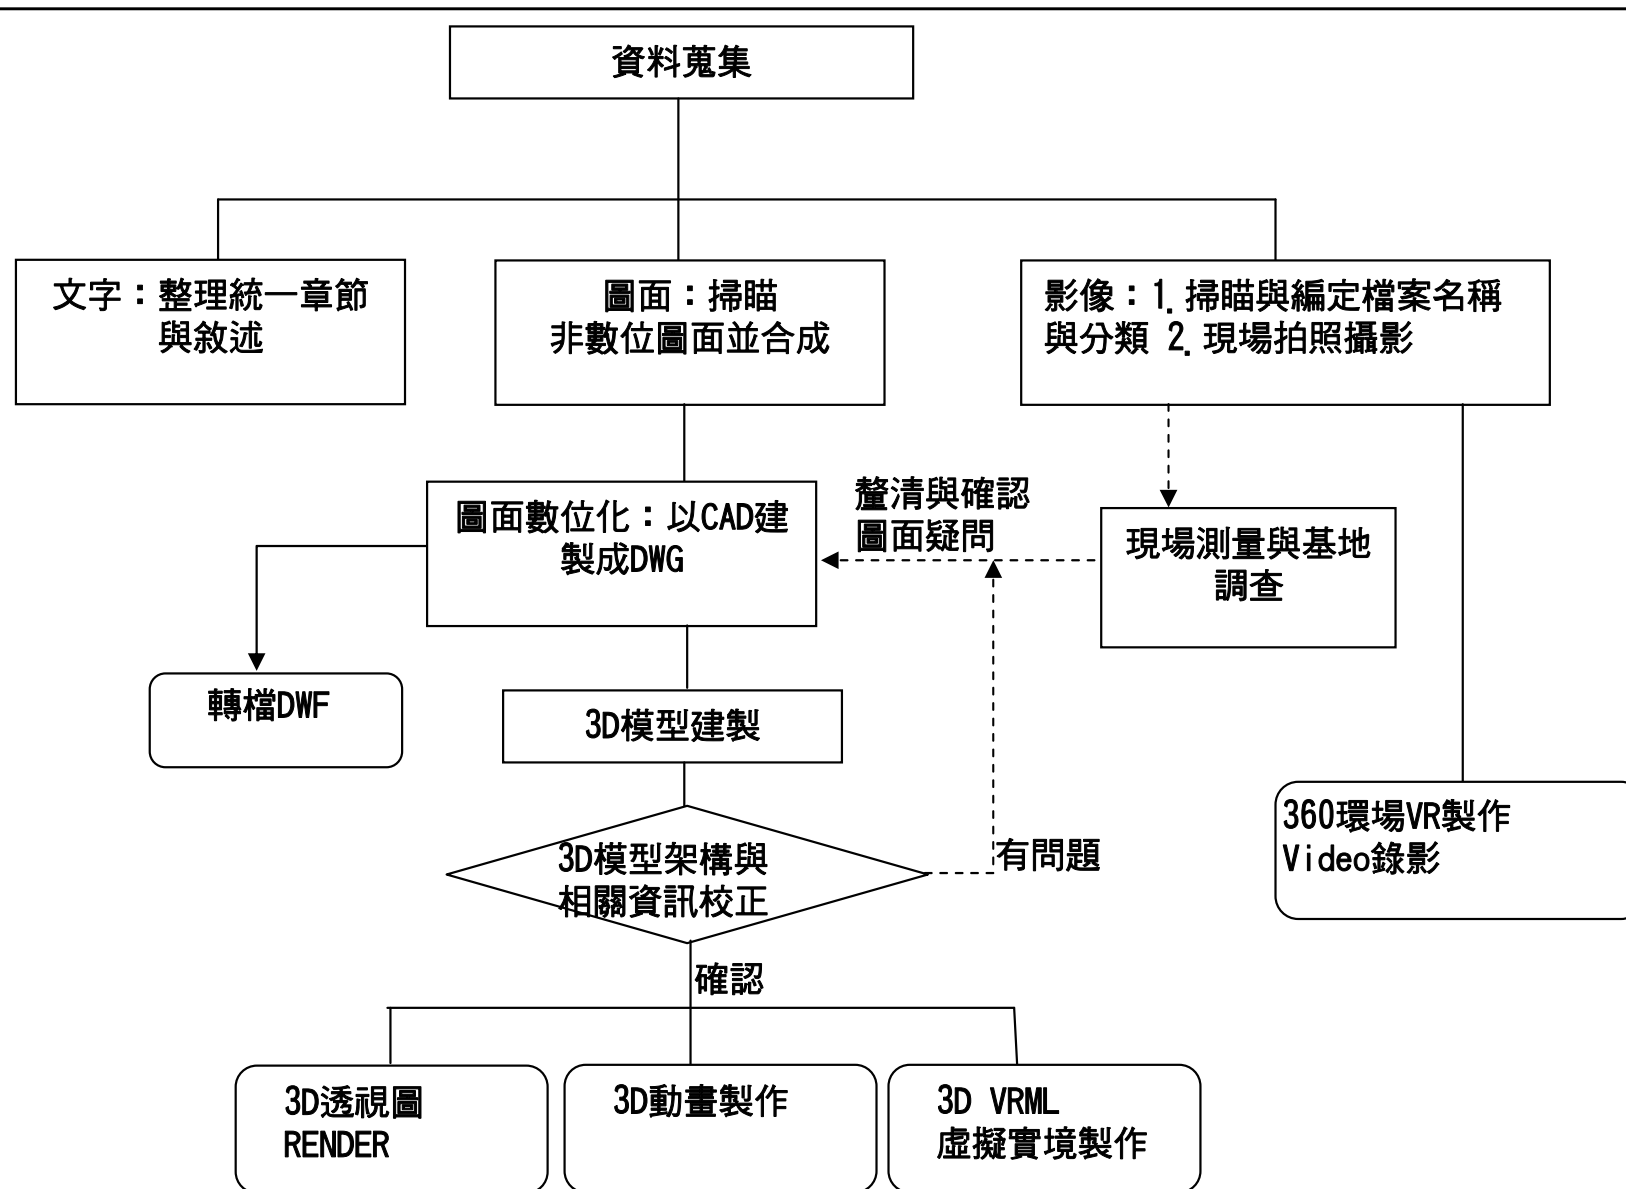 資料蒐集
文字：整理統一章節
與敘述
圖面：掃瞄
非數位圖面並合成
影像：1.掃瞄與編定檔案名稱
與分類 2.現場拍照攝影
圖面數位化：以CAD建
製成DWG
釐清與確認
圖面疑問
現場測量與基地
調查
轉檔DWF
3D模型建製
3D模型架構與
相關資訊校正
有問題
360環場VR製作
Video錄影
確認
3D透視圖
RENDER
3D動畫製作
3D VRML
虛擬實境製作